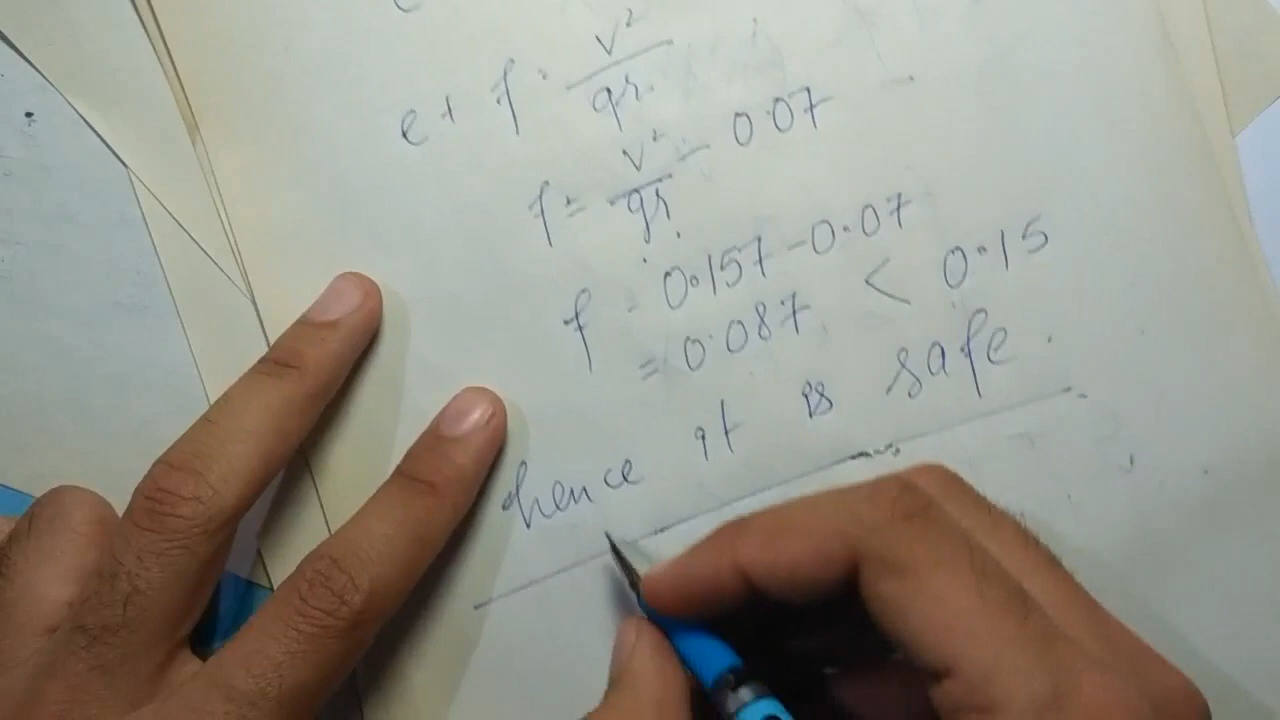 e + f = v²/gr
f = v²/gr - 0.07
f = 0.157 - 0.07
= 0.087 < 0.15
hence it is safe.